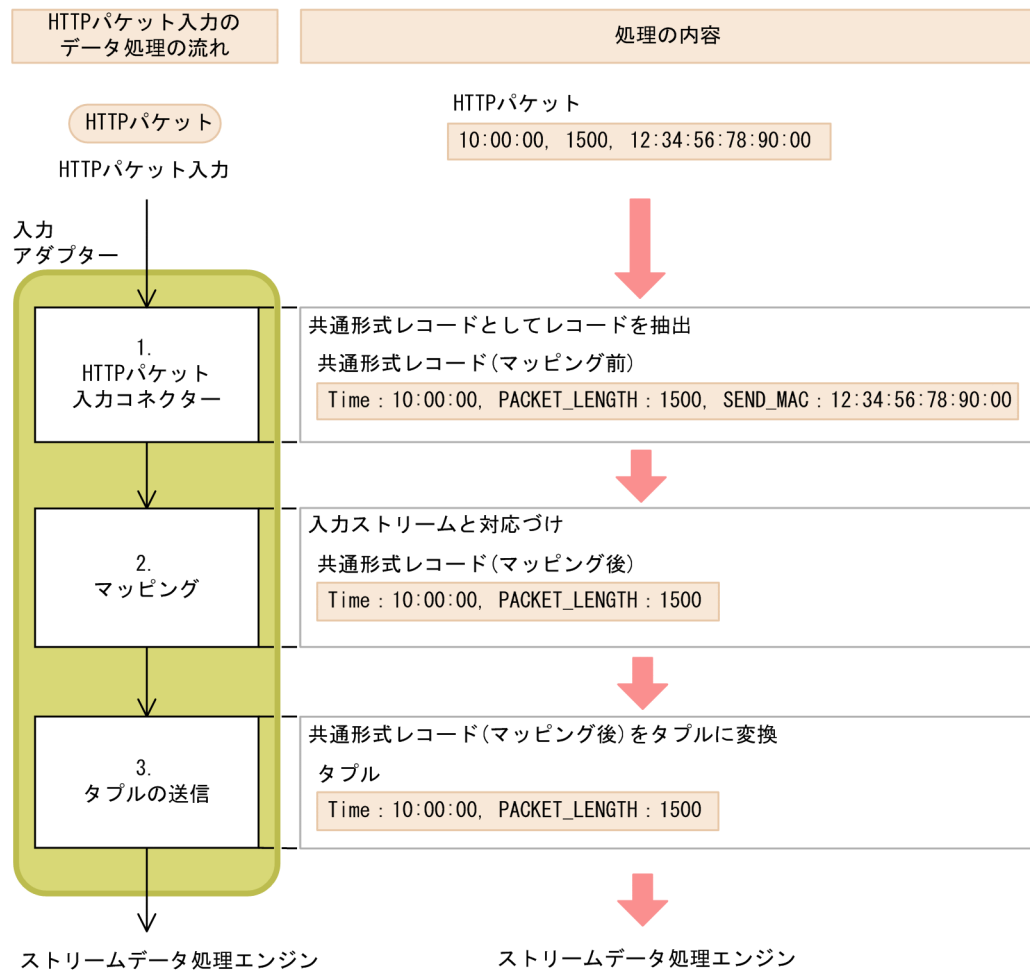 HTTPパケット入力の
データ処理の流れ
処理の内容
HTTPパケット
HTTPパケット入力
HTTPパケット
10:00:00, 1500, 12:34:56:78:90:00
入力
アダプター
1.
HTTPパケット
入力コネクター
共通形式レコードとしてレコードを抽出
共通形式レコード(マッピング前)
Time：10:00:00, PACKET_LENGTH：1500, SEND_MAC：12:34:56:78:90:00
2.
マッピング
入力ストリームと対応づけ
共通形式レコード(マッピング後)
Time：10:00:00, PACKET_LENGTH：1500
3.
タプルの送信
共通形式レコード(マッピング後)をタプルに変換
タプル
Time：10:00:00, PACKET_LENGTH：1500
ストリームデータ処理エンジン
ストリームデータ処理エンジン